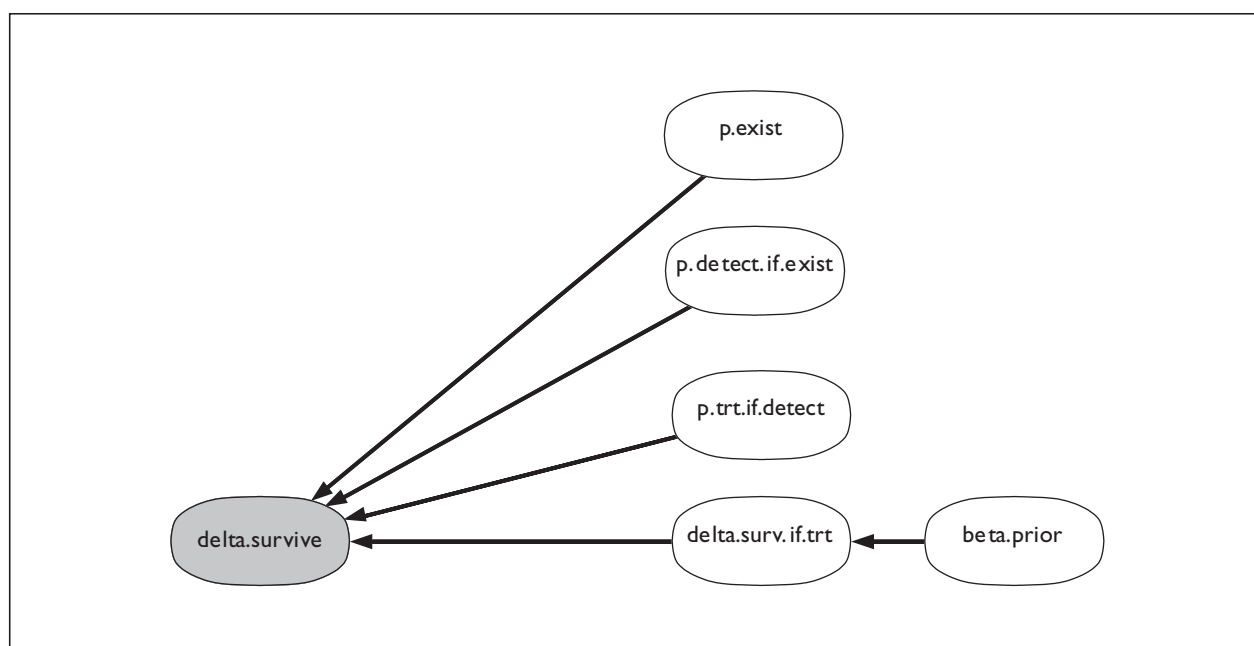 p.exist
p.detect.if.exist
p.trt.if.detect
delta.survive
delta.surv.if.trt
beta.prior